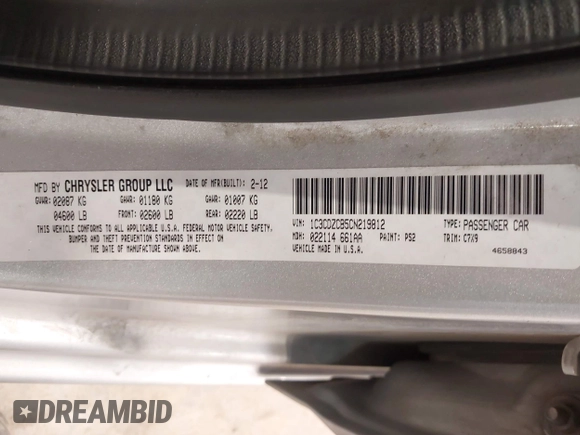 MFD BY CHRYSLER GROUP LLC DATE OF MFR(BUILT): 2-12
GVWR: 02087 KG GAWR: 01180 KG GAWR: 01007 KG
04600 LB FRONT: 02600 LB REAR: 02220 LB
THIS VEHICLE CONFORMS TO ALL APPLICABLE U.S.A. FEDERAL MOTOR VEHICLE SAFETY,
BUMPER AND THEFT PREVENTION STANDARDS IN EFFECT ON
THE DATE OF MANUFACTURE SHOWN ABOVE.
VIN: 1C3CDZCB5CN219812 TYPE: PASSENGER CAR
MDH: 022114 661AA PAINT: PS2 TRIM: C7X9
VEHICLE MADE IN U.S.A. 4658843
DREAMBID